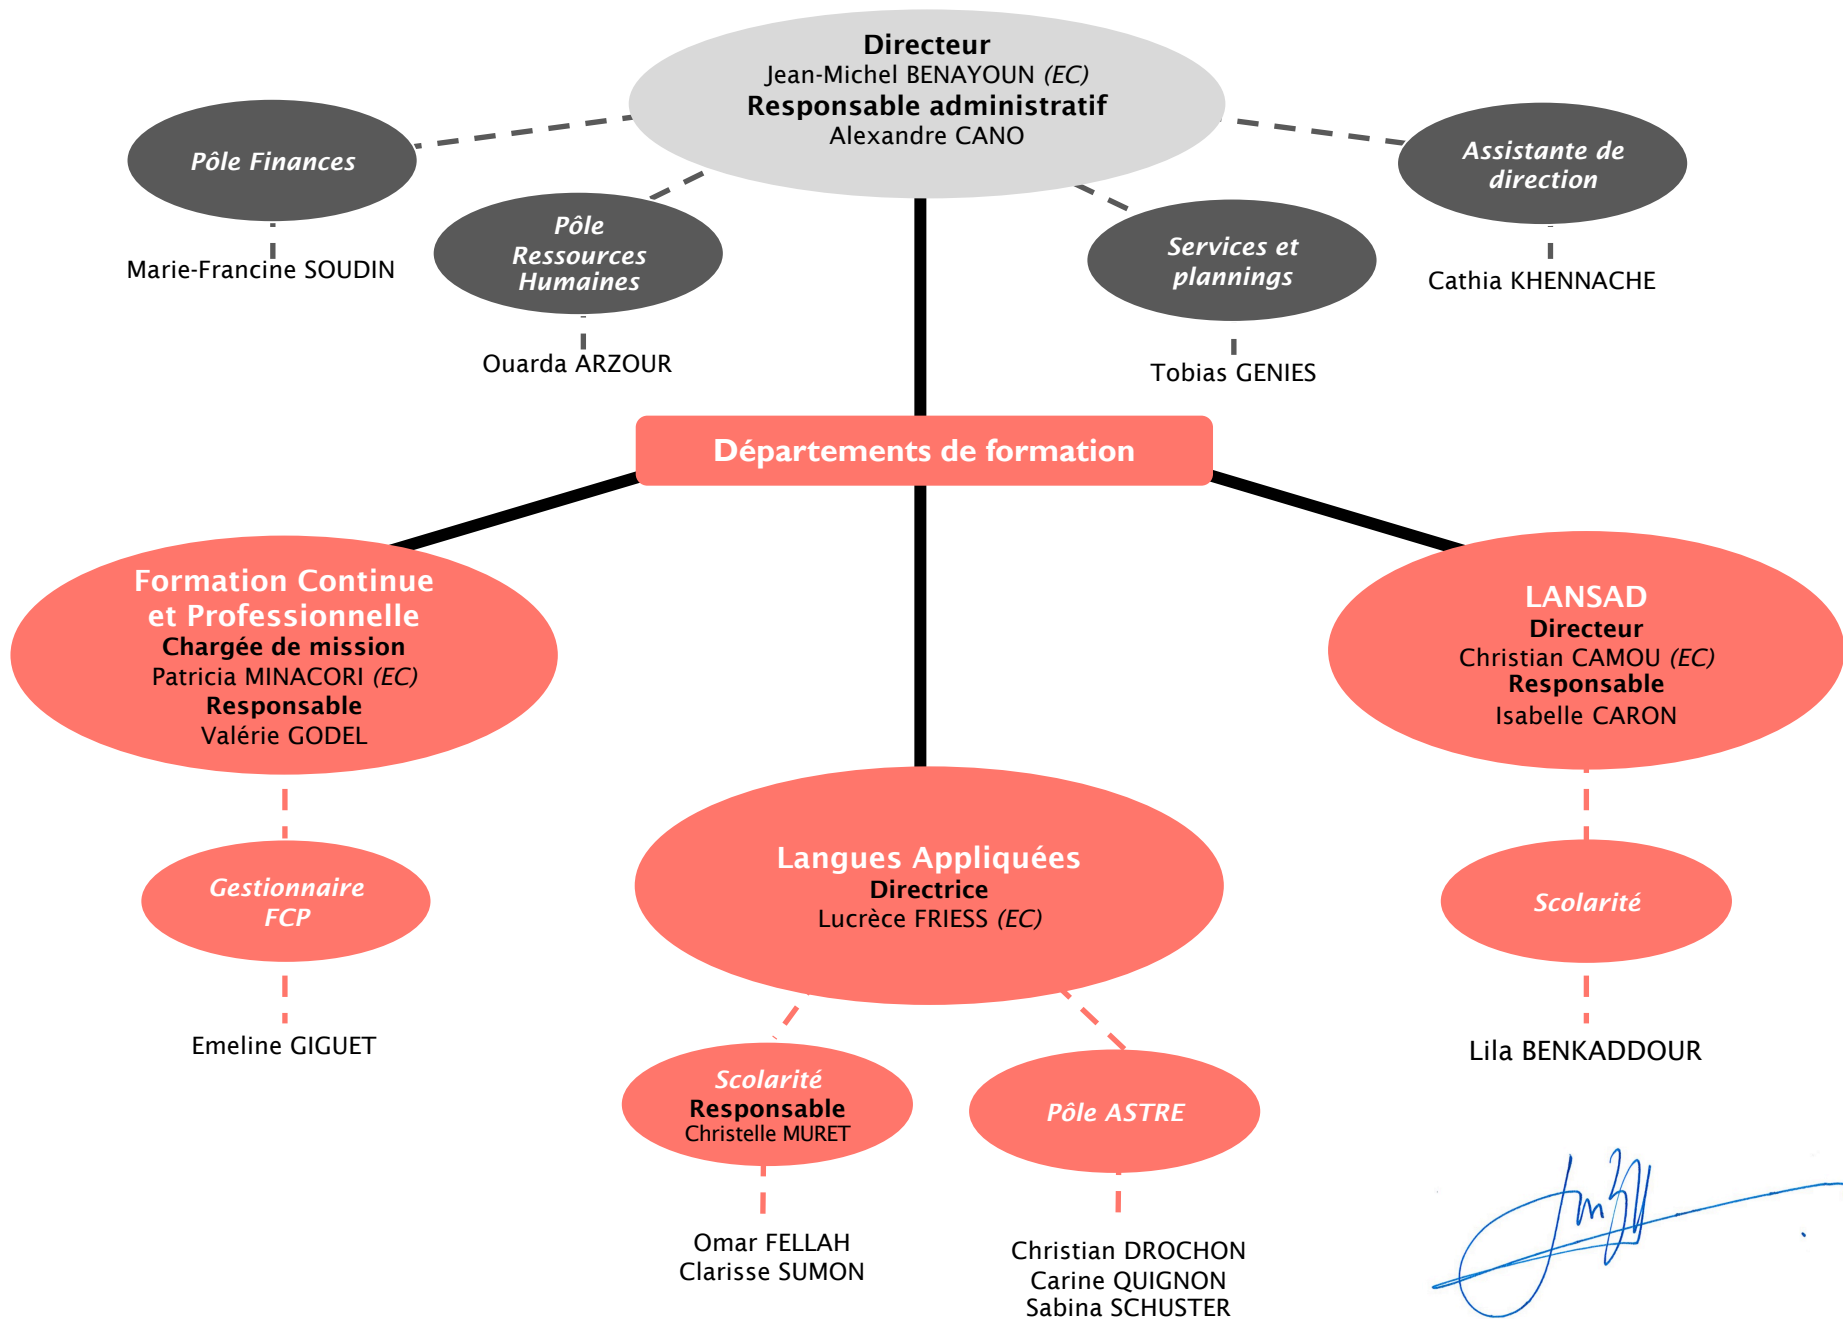 Directeur
Jean-Michel BENAYOUN (EC)
Responsable administratif
Alexandre CANO
Pôle Finances
Marie-Francine SOUDIN
Pôle
Ressources
Humaines
Ouarda ARZOUR
Services et
plannings
Tobias GENIES
Assistante de
direction
Cathia KHENNACHE
Départements de formation
Formation Continue
et Professionnelle
Chargée de mission
Patricia MINACORI (EC)
Responsable
Valérie GODEL
Gestionnaire
FCP
Emeline GIGUET
Langues Appliquées
Directrice
Lucrèce FRIESS (EC)
Scolarité
Responsable
Christelle MURET
Omar FELLAH
Clarisse SUMON
Pôle ASTRE
Christian DROCHON
Carine QUIGNON
Sabina SCHUSTER
LANSAD
Directeur
Christian CAMOU (EC)
Responsable
Isabelle CARON
Scolarité
Lila BENKADDOUR